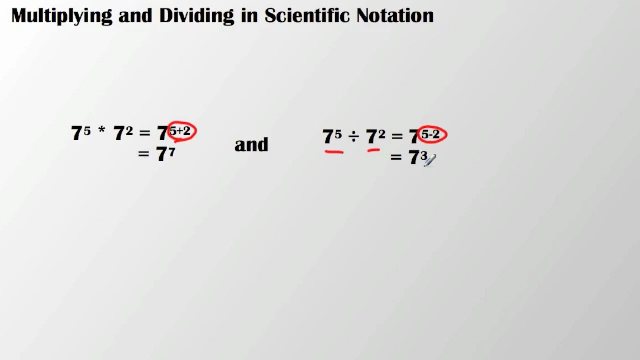 Multiplying and Dividing in Scientific Notation
7⁵ * 7² = 7⁵⁺²
= 7⁷
and
7⁵ ÷ 7² = 7⁵⁻²
= 7³